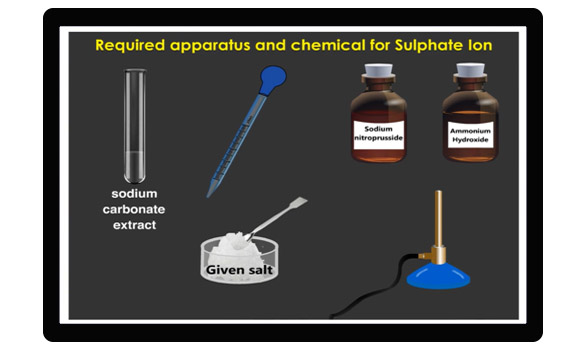 Required apparatus and chemical for Sulphate Ion
Sodium
nitroprusside
Ammonium
Hydroxide
sodium
carbonate
extract
Given salt